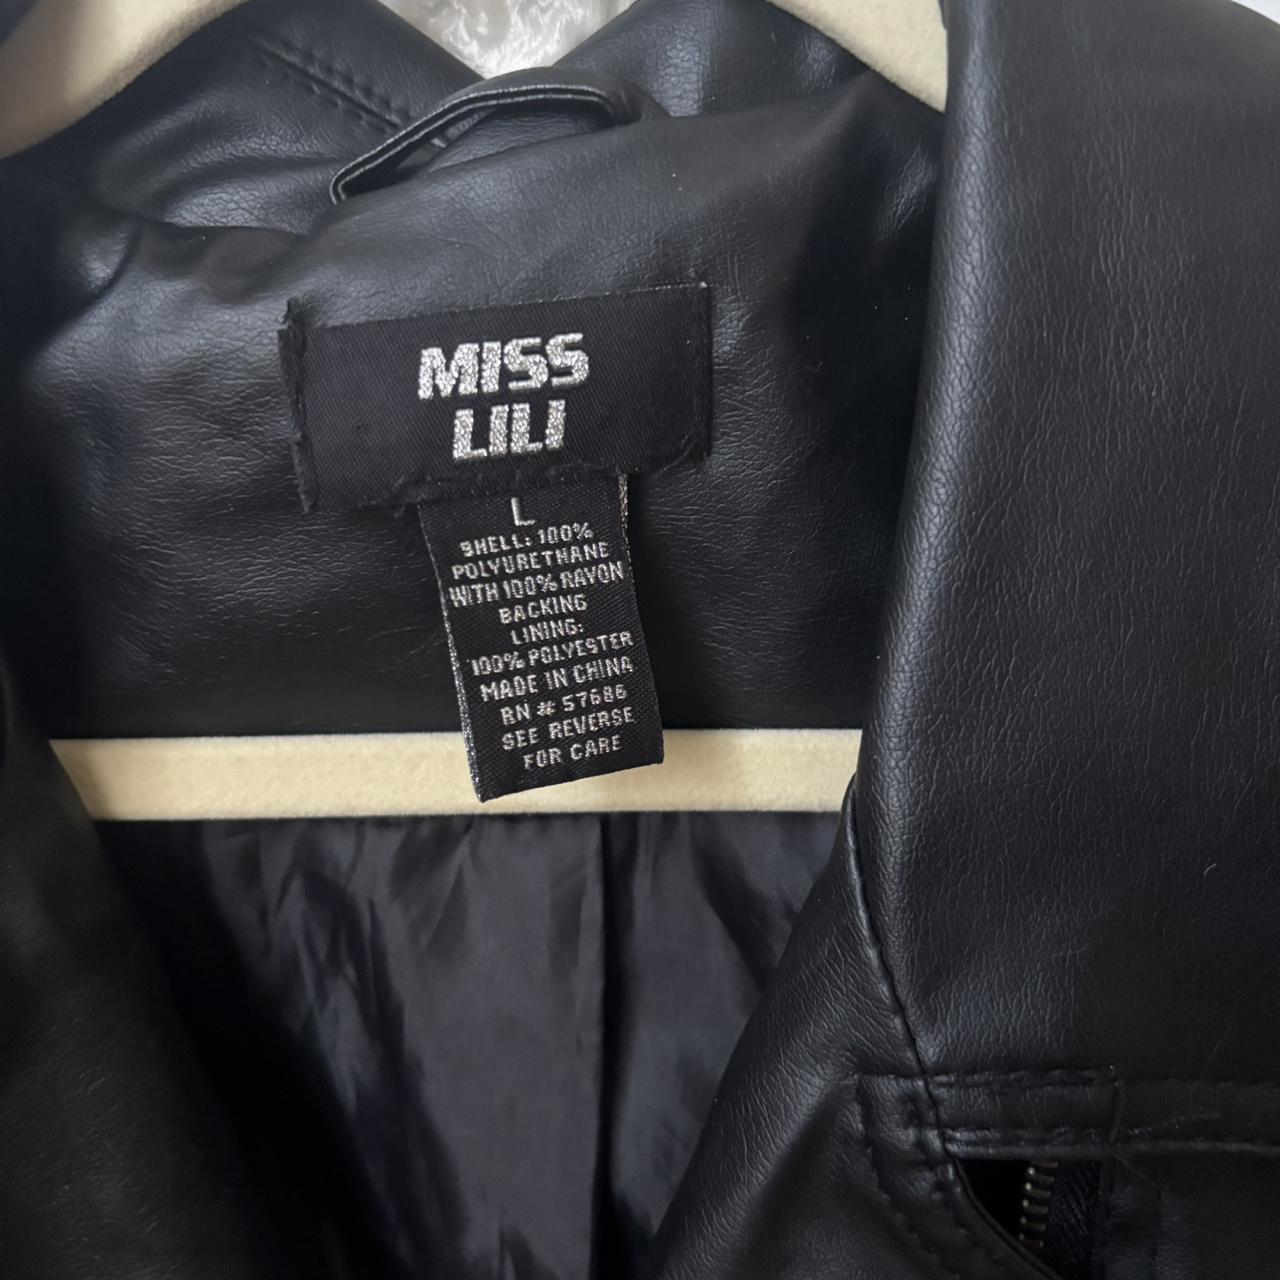 MISS
LILI
L
SHELL: 100%
POLYURETHANE
WITH 100% RAYON
BACKING
LINING:
100% POLYESTER
MADE IN CHINA
RN # 57686
SEE REVERSE
FOR CARE